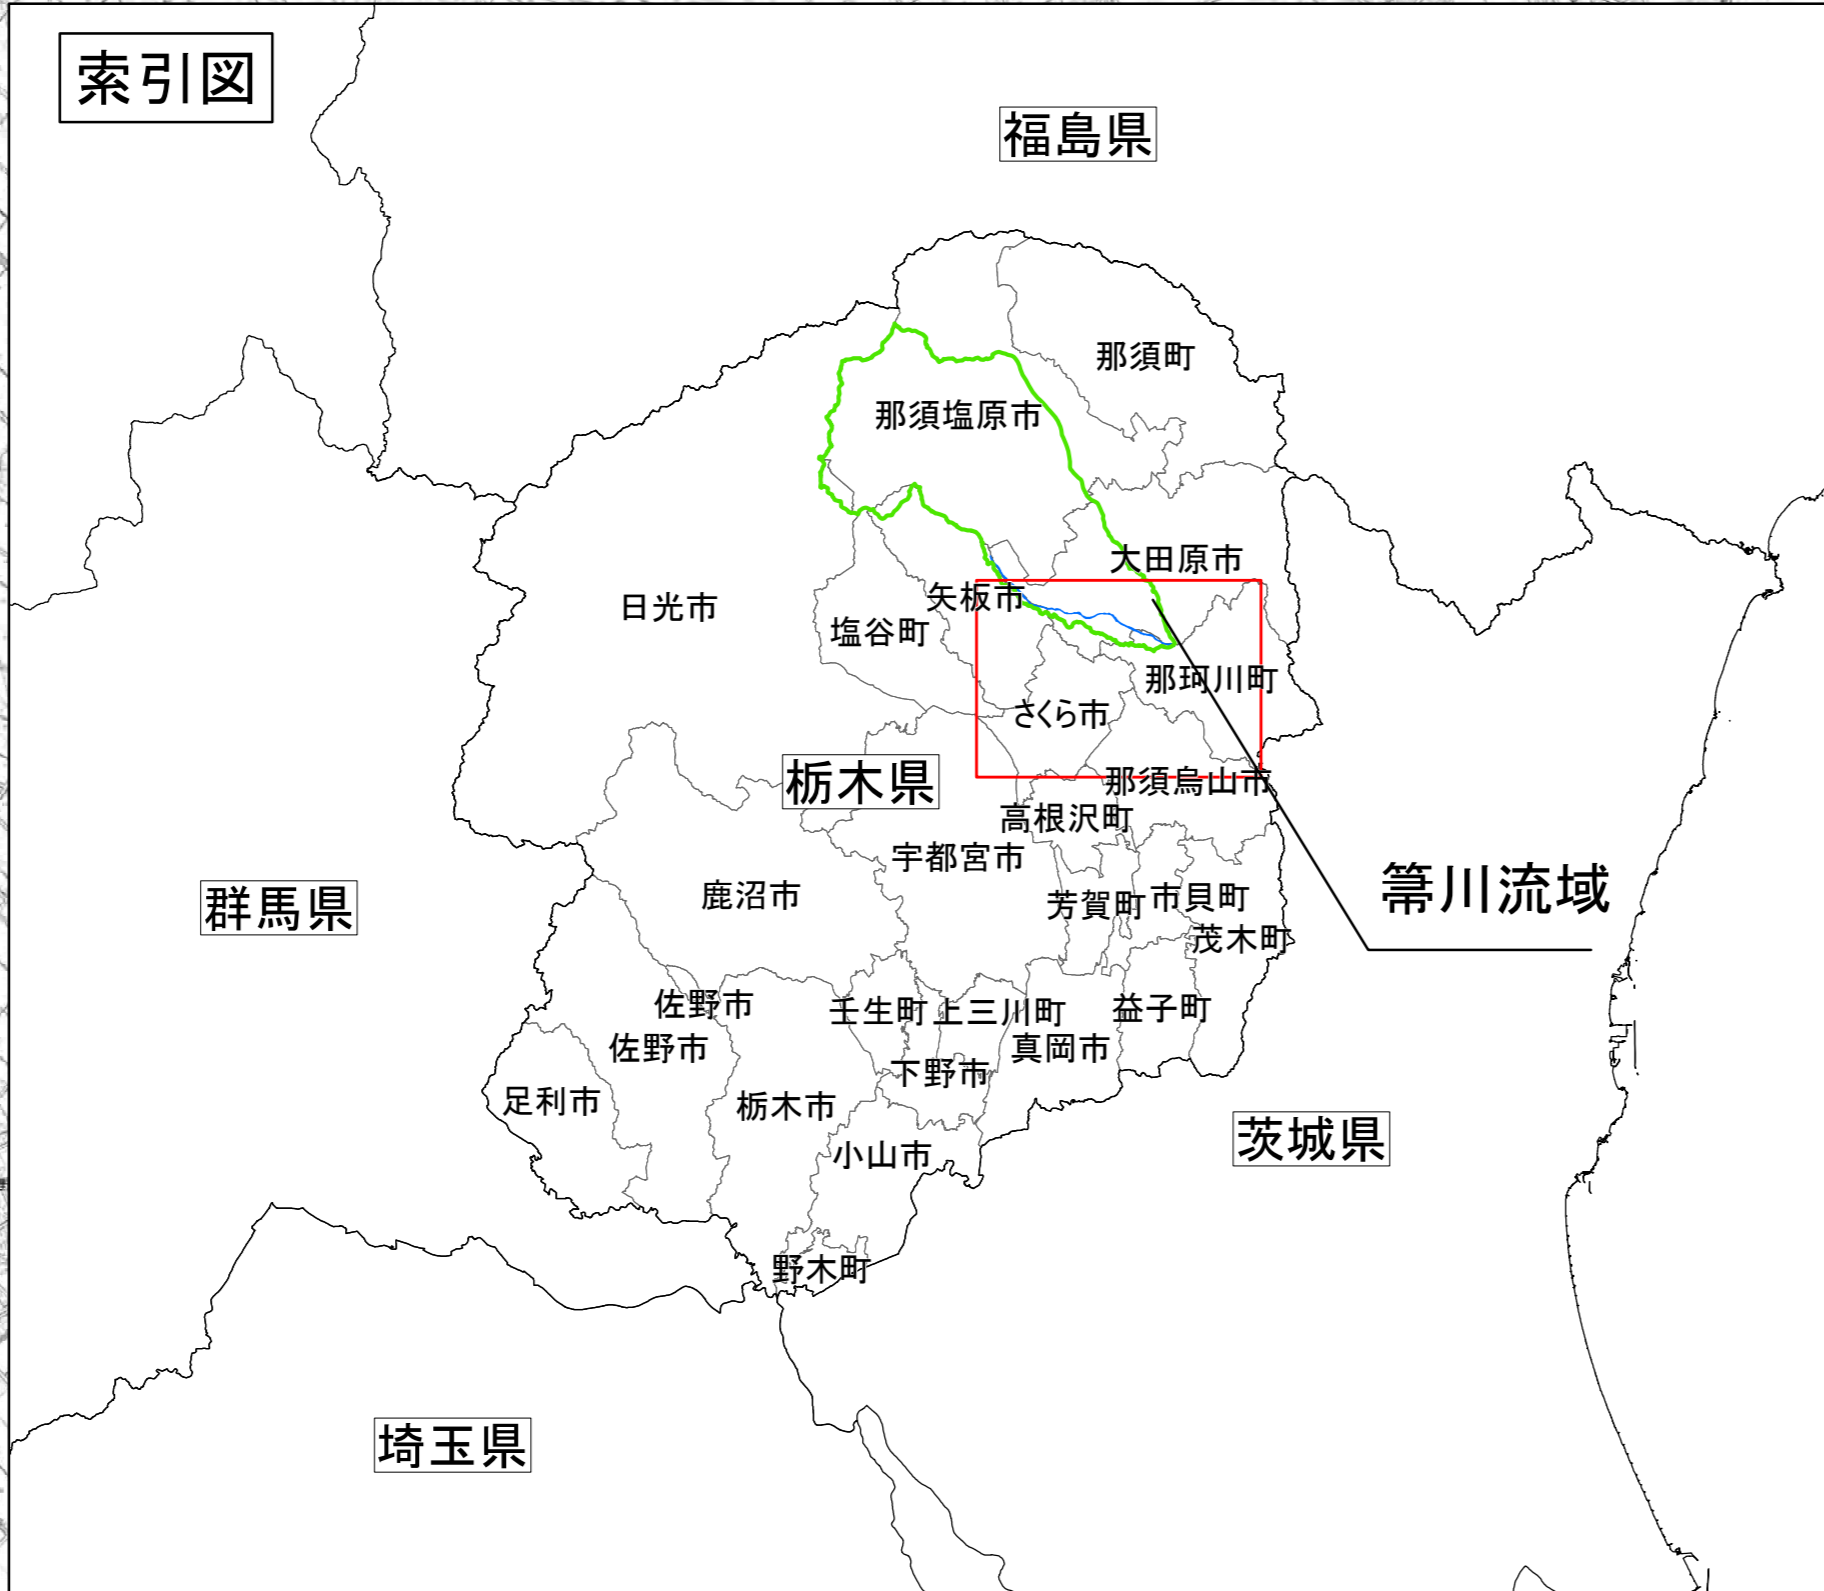 索引図
福島県
那須町
那須塩原市
大田原市
矢板市
日光市
塩谷町
那珂川町
さくら市
栃木県
那須烏山市
高根沢町
宇都宮市
箒川流域
鹿沼市
芳賀町
市貝町
群馬県
茂木町
佐野市
壬生町
上三川町
益子町
佐野市
真岡市
下野市
足利市
栃木市
茨城県
小山市
野木町
埼玉県